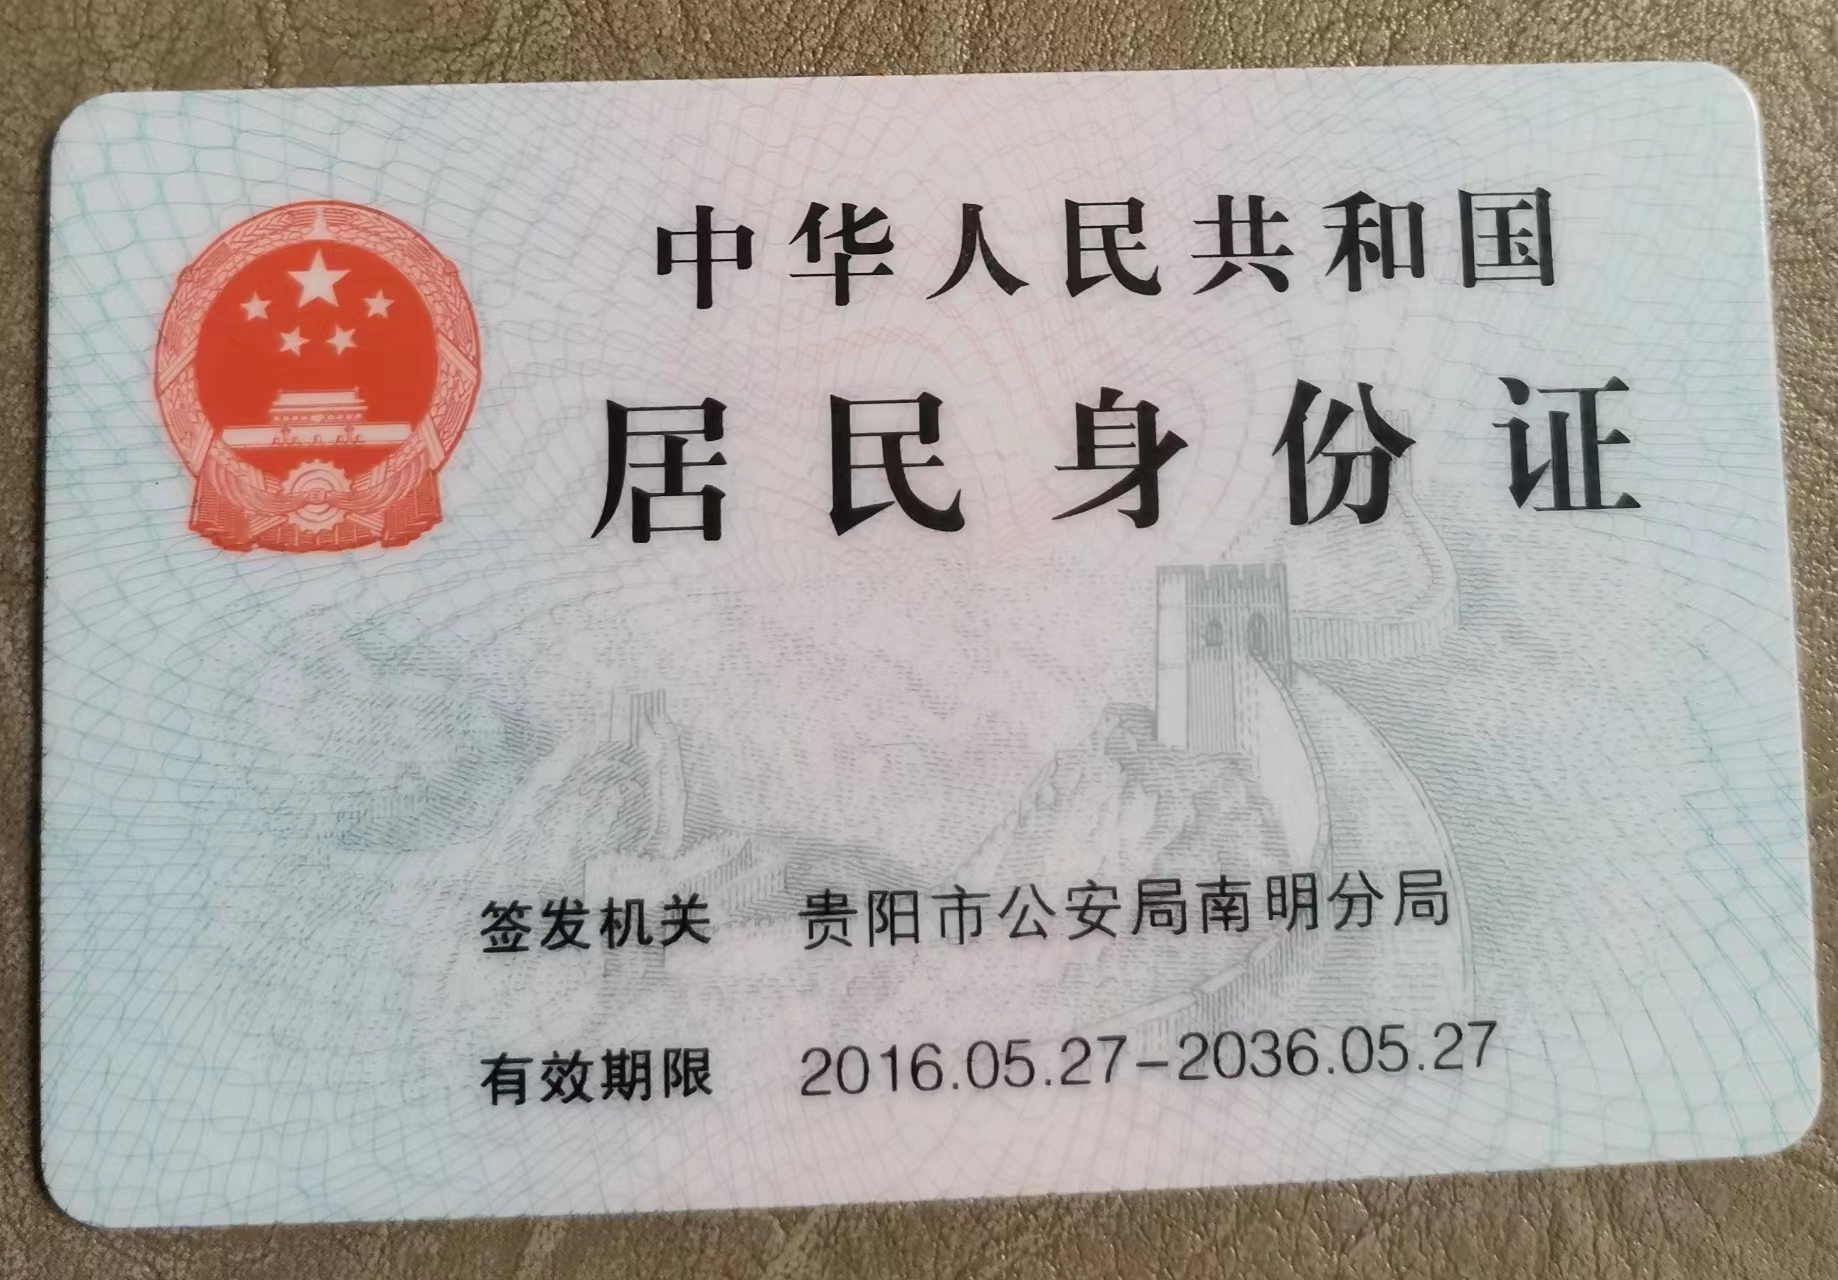 中华人民共和国
居民身份证
签发机关 贵阳市公安局南明分局
有效期限 2016.05.27-2036.05.27